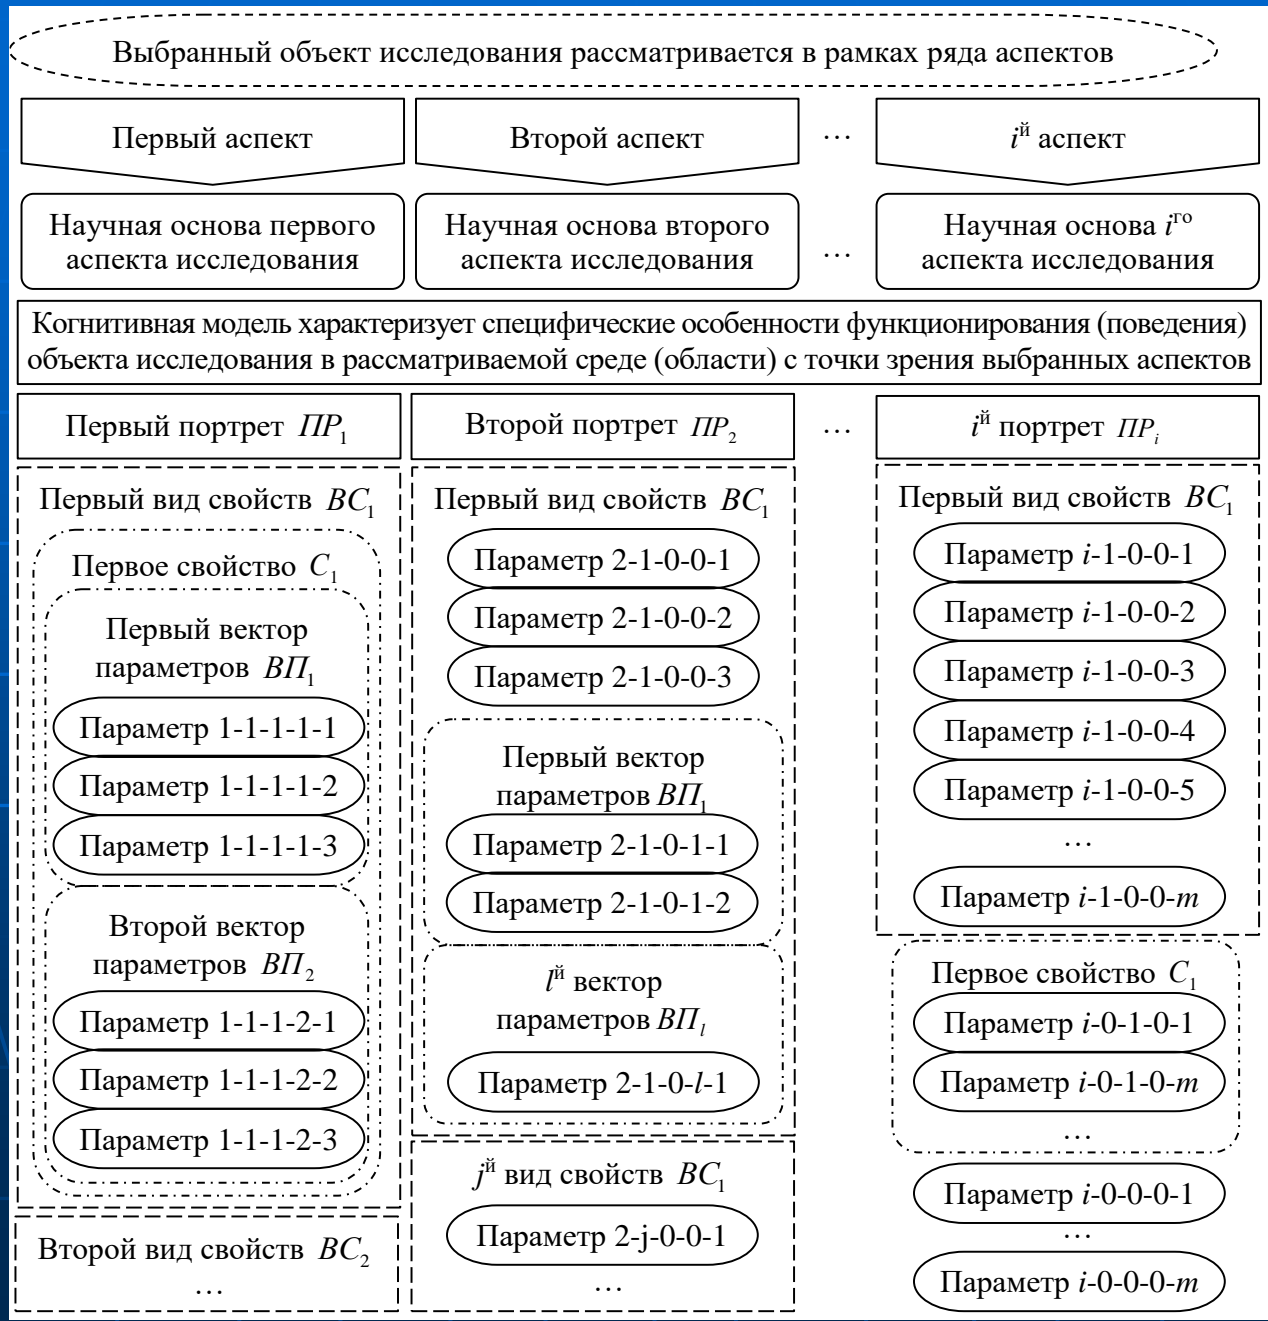 Выбранный объект исследования рассматривается в рамках ряда аспектов
Первый аспект
Второй аспект
...
i^й аспект
Научная основа первого
аспекта исследования
Научная основа второго
аспекта исследования
...
Научная основа i^го
аспекта исследования
Когнитивная модель характеризует специфические особенности функционирования (поведения)
объекта исследования в рассматриваемой среде (области) с точки зрения выбранных аспектов
Первый портрет ПР₁
Второй портрет ПР₂
...
i^й портрет ПР_i
Первый вид свойств ВС₁
Первое свойство С₁
Первый вектор
параметров ВП₁
Параметр 1-1-1-1-1
Параметр 1-1-1-1-2
Параметр 1-1-1-1-3
Второй вектор
параметров ВП₂
Параметр 1-1-1-2-1
Параметр 1-1-1-2-2
Параметр 1-1-1-2-3
Второй вид свойств ВС₂
...
Первый вид свойств ВС₁
Параметр 2-1-0-0-1
Параметр 2-1-0-0-2
Параметр 2-1-0-0-3
Первый вектор
параметров ВП₁
Параметр 2-1-0-1-1
Параметр 2-1-0-1-2
l^й вектор
параметров ВП_l
Параметр 2-1-0-l-1
j^й вид свойств ВС₁
Параметр 2-j-0-0-1
...
Первый вид свойств ВС₁
Параметр i-1-0-0-1
Параметр i-1-0-0-2
Параметр i-1-0-0-3
Параметр i-1-0-0-4
Параметр i-1-0-0-5
...
Параметр i-1-0-0-m
Первое свойство С₁
Параметр i-0-1-0-1
Параметр i-0-1-0-m
...
Параметр i-0-0-0-1
...
Параметр i-0-0-0-m